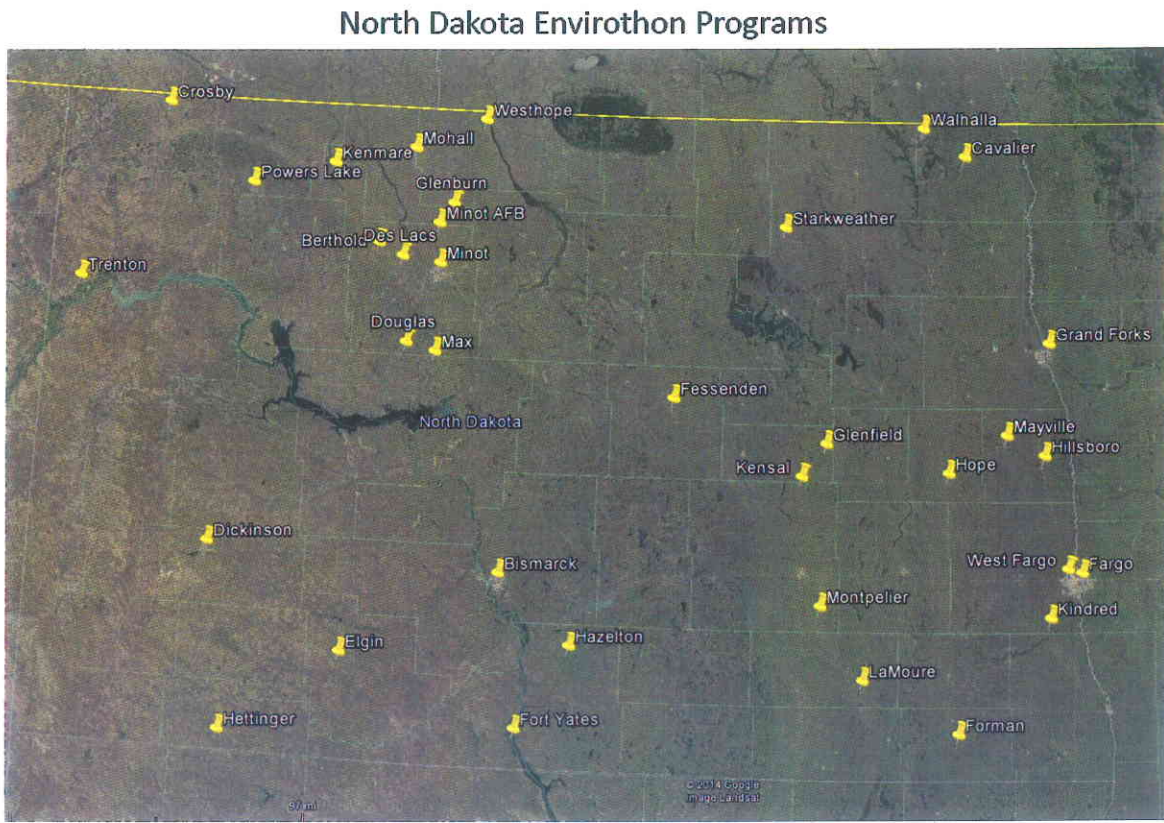 North Dakota Envirothon Programs
Crosby
Westhope
Walhalla
Mohall
Kenmare
Cavalier
Powers Lake
Glenburn
Minot AFB
Starkweather
Berthold
Des Lacs
Minot
Trenton
Douglas
Max
Grand Forks
Fessenden
North Dakota
Mayville
Glenfield
Hillsboro
Kensal
Hope
Dickinson
Bismarck
West Fargo
Fargo
Montpelier
Kindred
Elgin
Hazelton
LaMoure
Hettinger
Fort Yates
Forman
© 2014 Google
Image Landsat